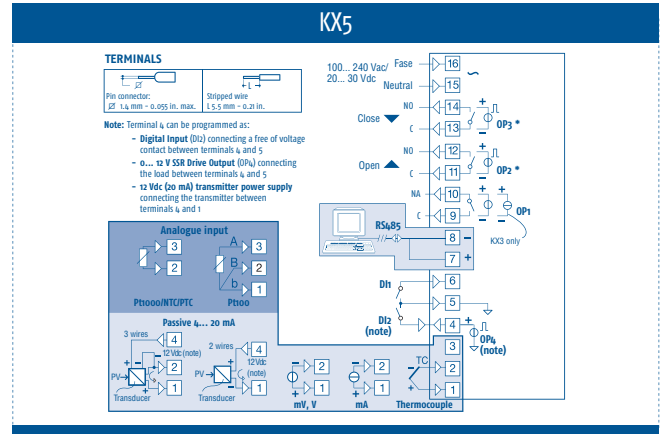 KX5
TERMINALS
Pin connector:
Ø 1.4 mm - 0.055 in. max.
L
Stripped wire
L 5.5 mm - 0.21 in.
Note: Terminal 4 can be programmed as:
- Digital Input (DI2) connecting a free of voltage
contact between terminals 4 and 5
- 0... 12 V SSR Drive Output (OP4) connecting
the load between terminals 4 and 5
- 12 Vdc (20 mA) transmitter power supply
connecting the transmitter between
terminals 4 and 1
100... 240 Vac/
20... 30 Vdc
Fase 16
Neutral 15
Close
NO 14
C 13
OP3 *
Open
NO 12
C 11
OP2 *
NA 10
C 9
OP1
KX3 only
RS485
8 -
7 +
DI1
6
5
DI2
(note)
4
OP4
(note)
3
TC
2
1
Thermocouple
Analogue input
3
2
Pt1000/NTC/PTC
A 3
B 2
b 1
Pt100
Passive 4... 20 mA
3 wires
4
12 Vdc (note)
PV
2
1
Transducer
2 wires
4
12 Vdc
(note)
PV
2
1
Transducer
- 2
+ 1
mV, V
- 2
+ 1
mA